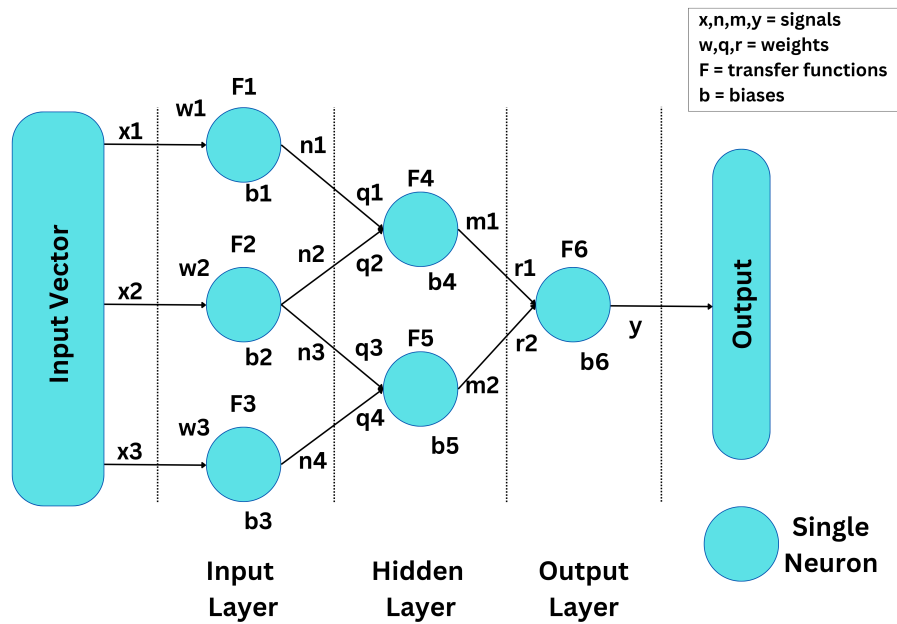 x,n,m,y = signals
w,q,r = weights
F = transfer functions
b = biases
F1
w1
x1
n1
b1
F4
q1
m1
F2
n2
q2
w2
x2
b4
r1
F6
b2
n3
q3
F5
r2
y
b6
F3
m2
w3
q4
b5
x3
n4
b3
Input Vector
Output
Single
Neuron
Input
Layer
Hidden
Layer
Output
Layer